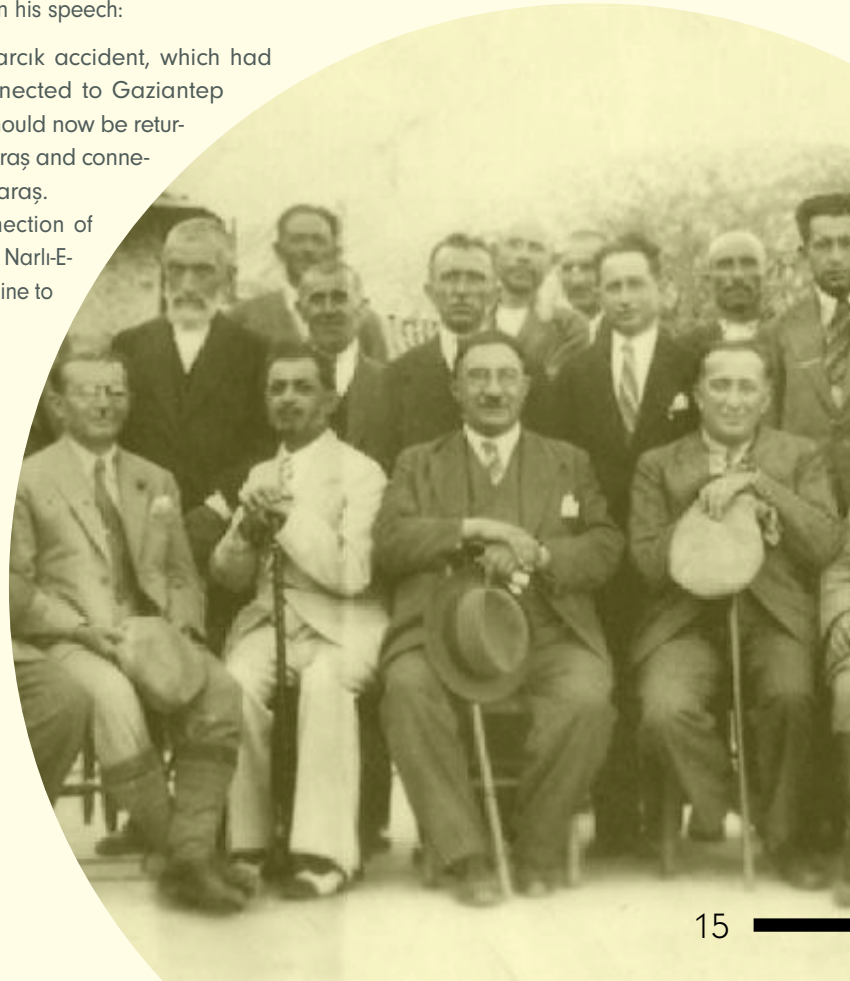 n his speech:
arcık accident, which had
nected to Gaziantep
ould now be retur-
raş and conne-
araş.
nection of
Narlı-E-
ine to
15